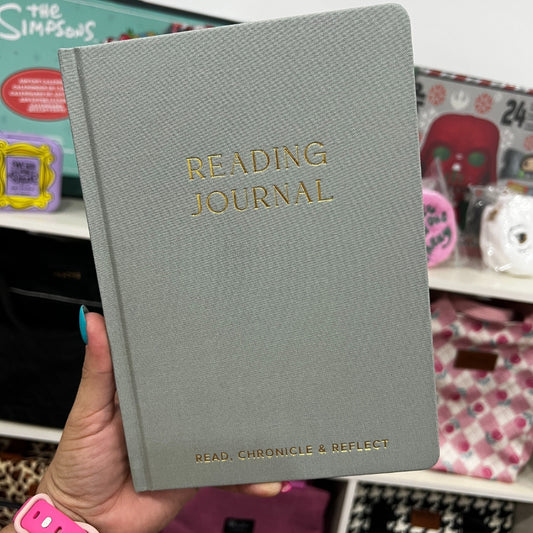 THE
SIMPSONS
READING
JOURNAL
READ, CHRONICLE & REFLECT
24